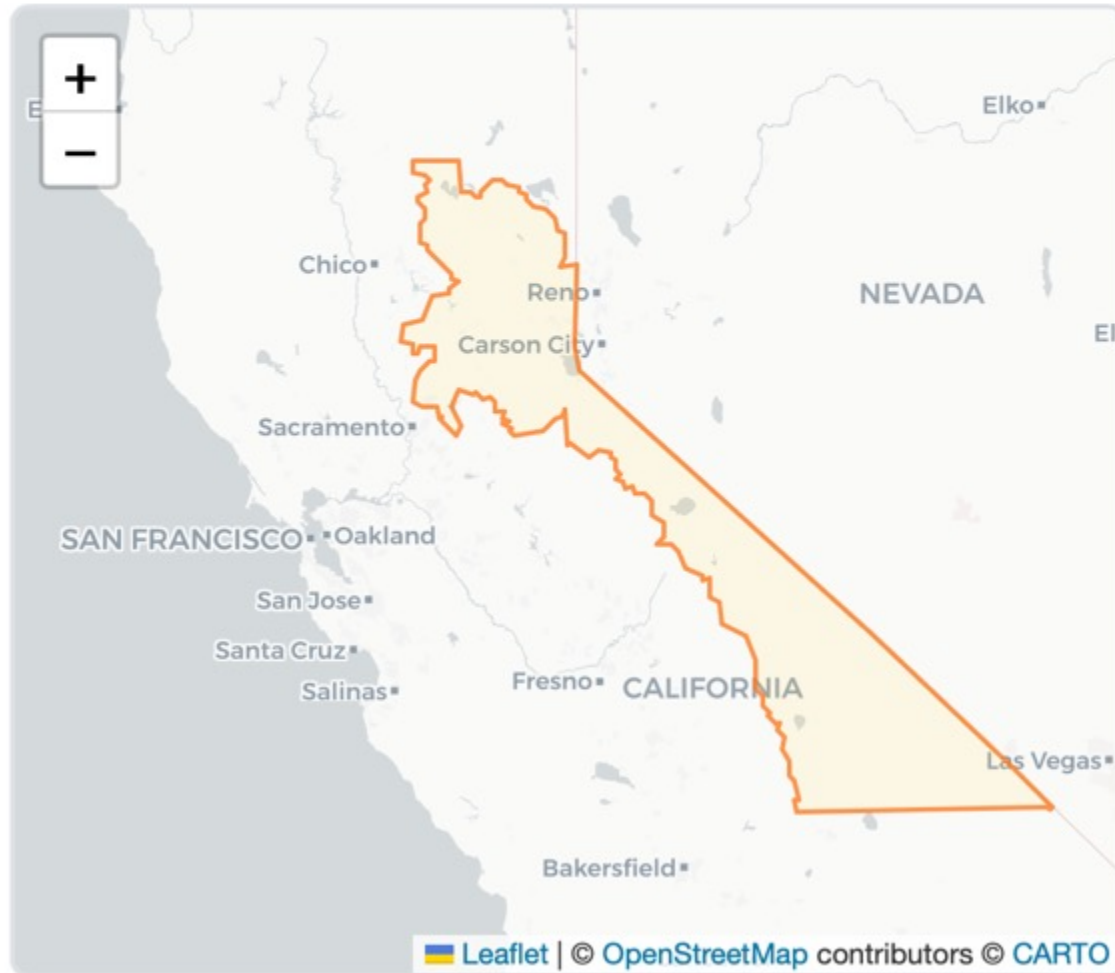 +
−
Elko
Chico
Reno
NEVADA
Carson City
El
Sacramento
SAN FRANCISCO
Oakland
San Jose
Santa Cruz
Salinas
Fresno
CALIFORNIA
Las Vegas
Bakersfield
Leaflet | © OpenStreetMap contributors © CARTO